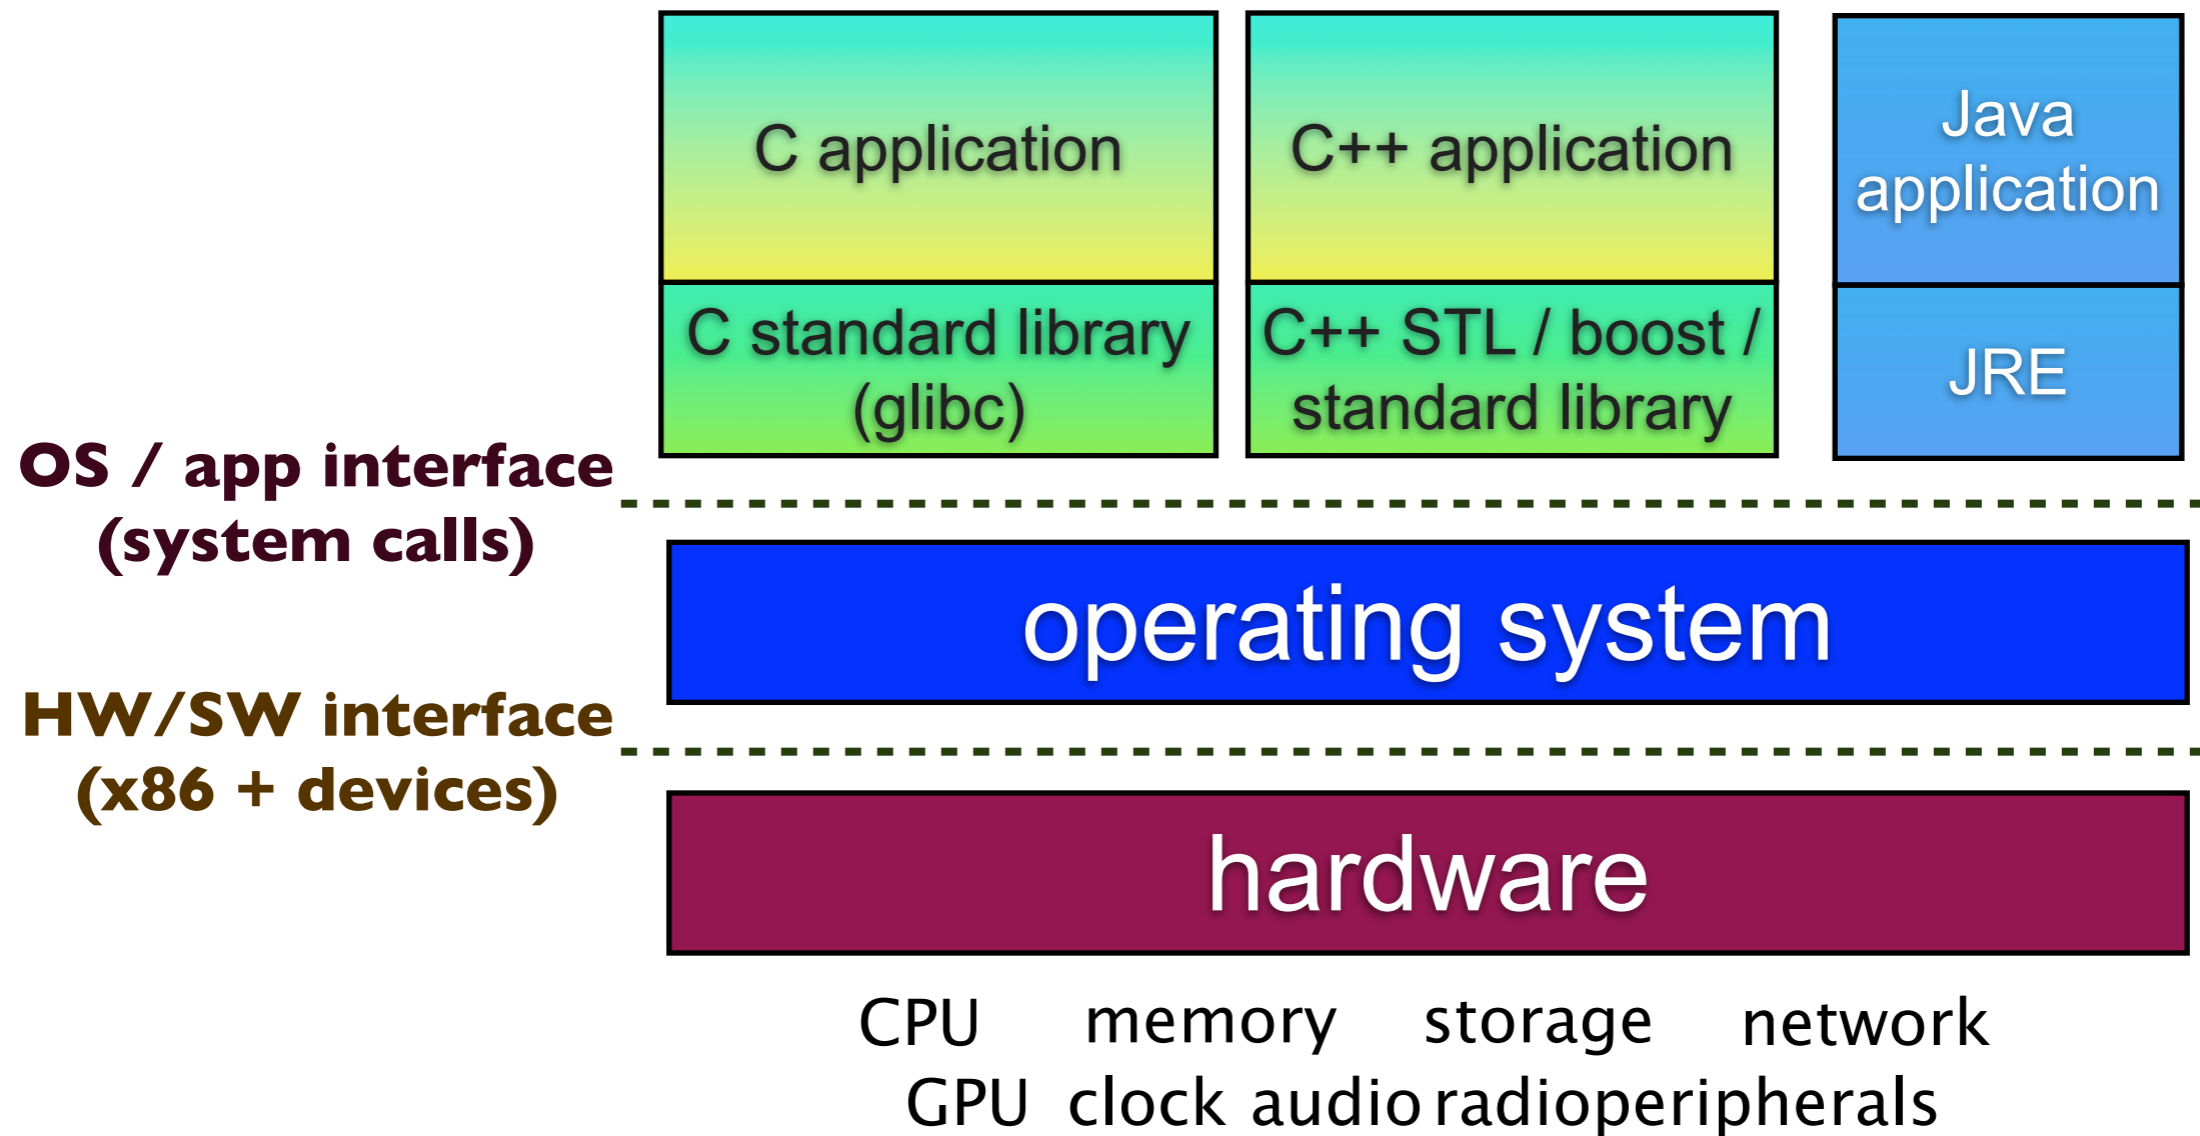 C application
C++ application
Java
application
C standard library
(glibc)
C++ STL / boost /
standard library
JRE
OS / app interface
(system calls)
operating system
HW/SW interface
(x86 + devices)
hardware
CPU memory storage network
GPU clock audio radio peripherals